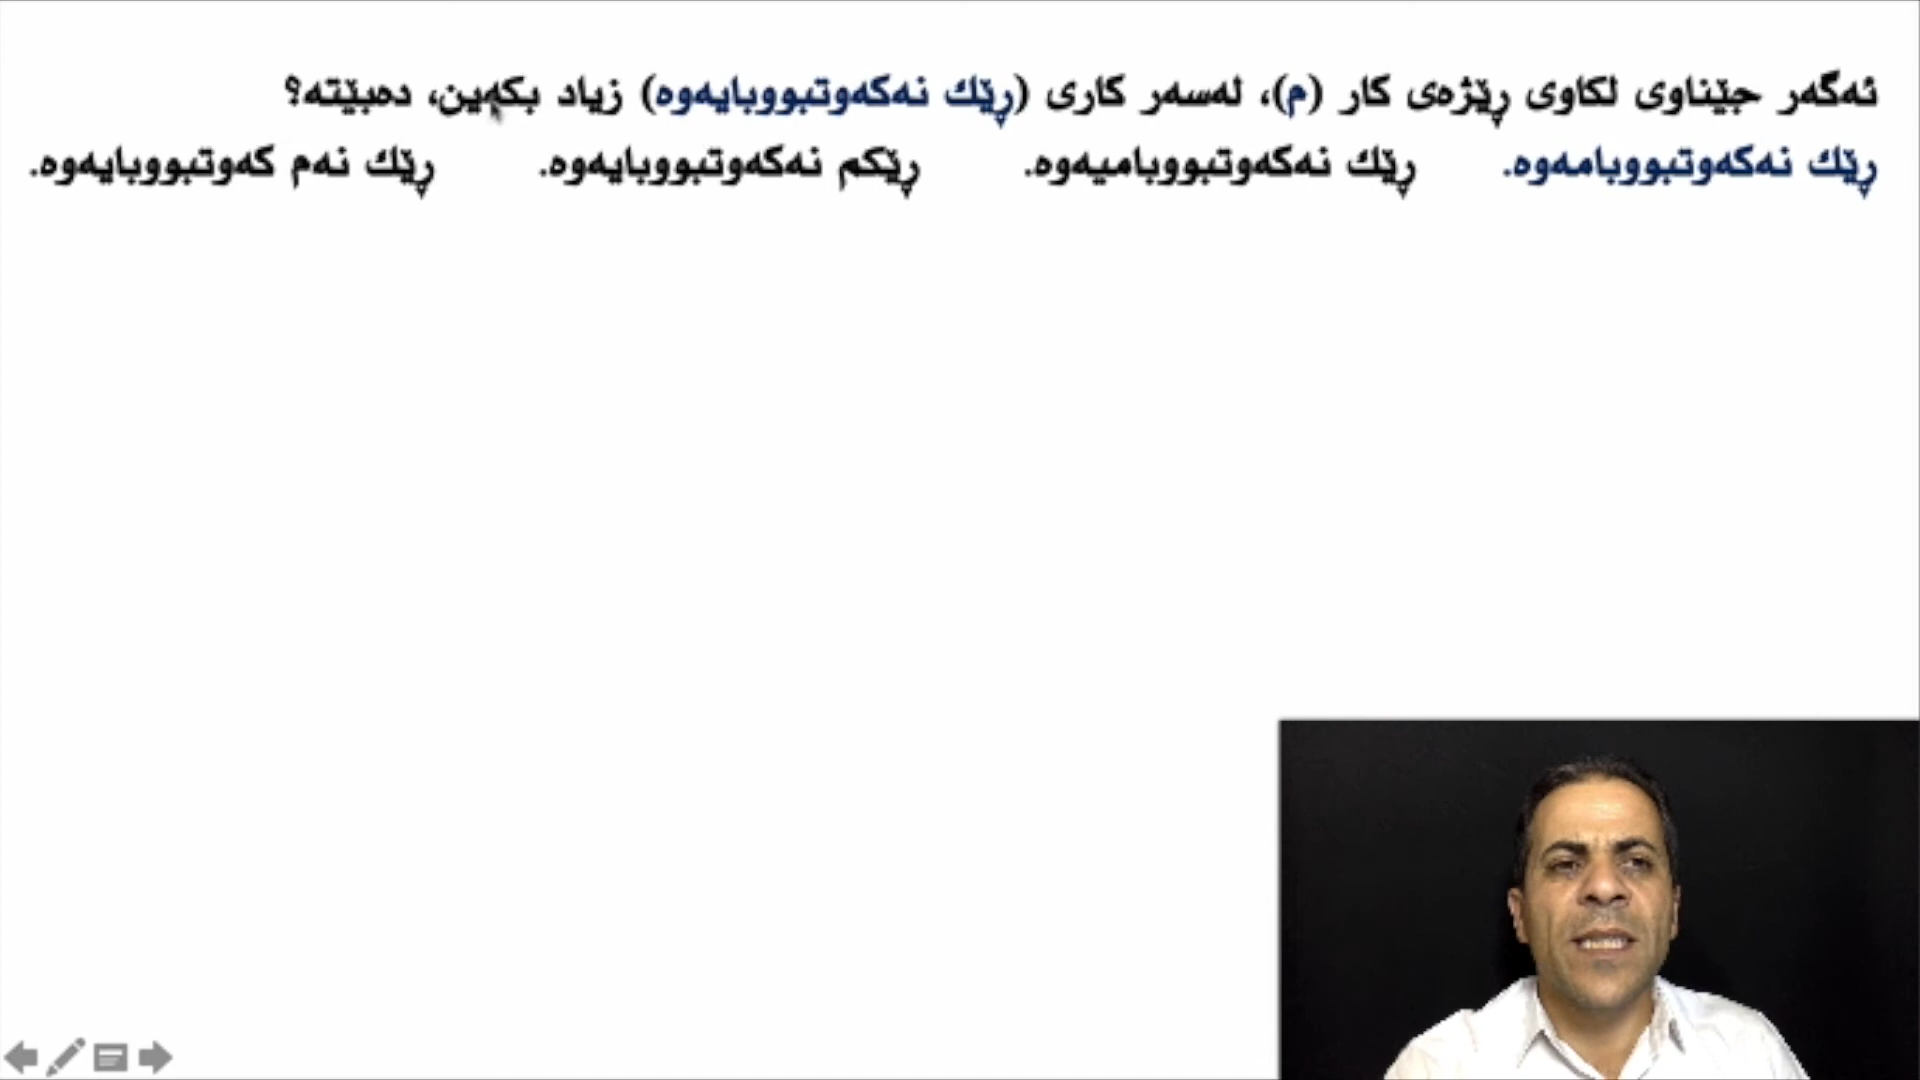 ئەگەر جێناوی لکاوی ڕێژەی کار (م)، لەسەر کاری (ڕێك نەکەوتبووبایەوە) زیاد بکەین، دەبێتە؟
ڕێك نەکەوتبووبامەوە. ڕێك نەکەوتبووبامیەوە. ڕێکم نەکەوتبووبایەوە. ڕێك نەم کەوتبووبایەوە.